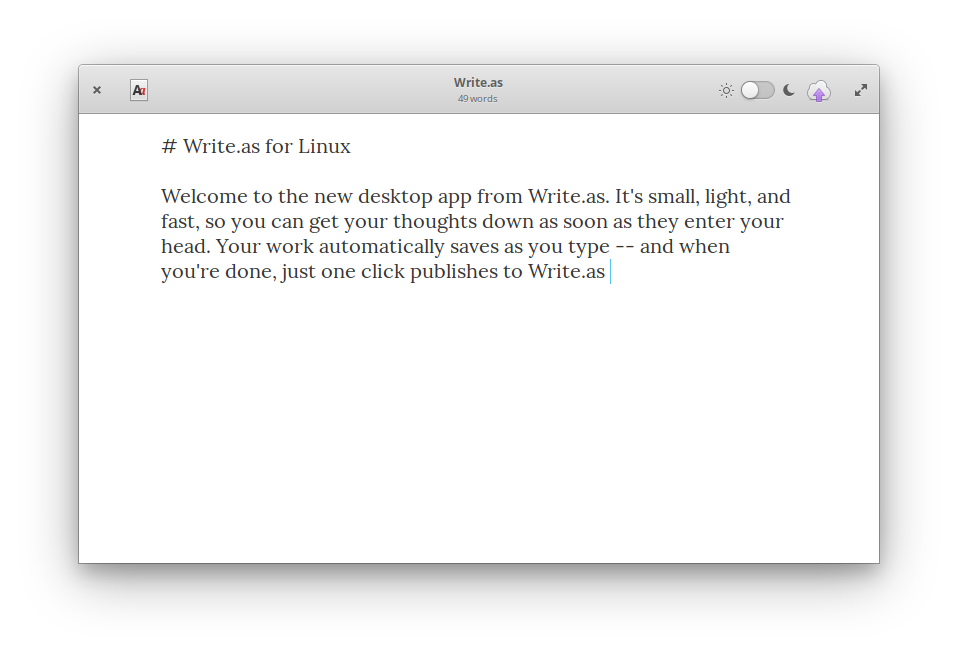 Aa
Write.as
49 words
# Write.as for Linux
Welcome to the new desktop app from Write.as. It's small, light, and
fast, so you can get your thoughts down as soon as they enter your
head. Your work automatically saves as you type -- and when
you're done, just one click publishes to Write.as